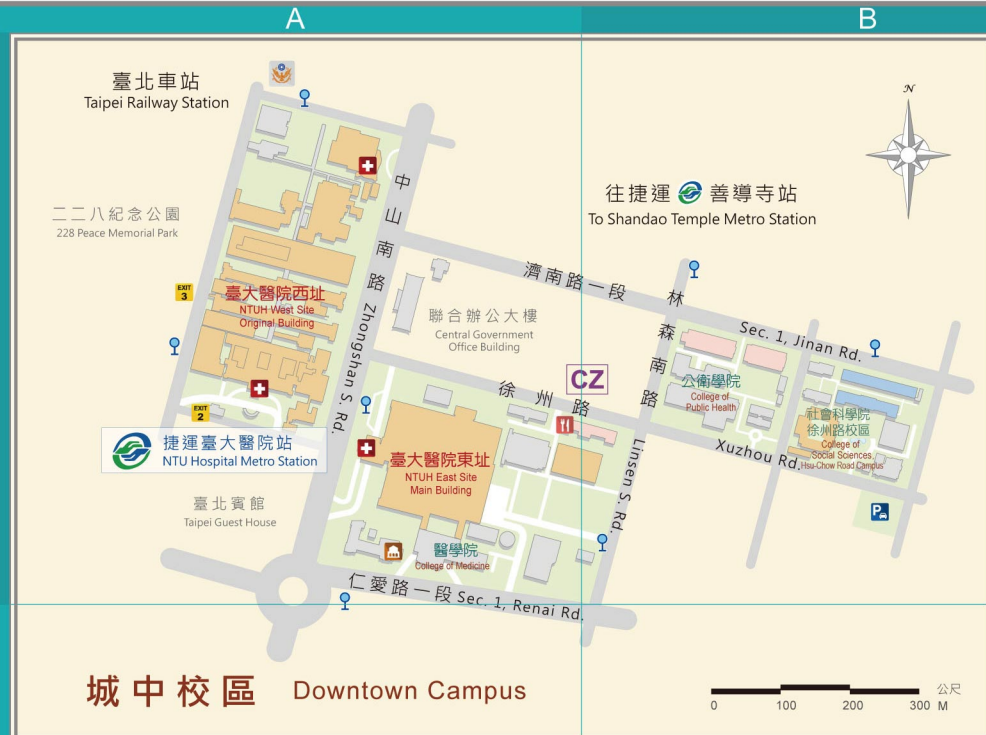 A
B
臺北車站
Taipei Railway Station
N
中山南路
Zhongshan S. Rd.
往捷運 善導寺站
To Shandao Temple Metro Station
二二八紀念公園
228 Peace Memorial Park
濟南路一段
Sec. 1, Jinan Rd.
林森南路
Linsen S. Rd.
EXIT
3
臺大醫院西址
NTUH West Site
Original Building
聯合辦公大樓
Central Government
Office Building
CZ
徐州路
Xuzhou Rd.
公衛學院
College of
Public Health
社會科學院
徐州路校區
College of
Social Sciences,
Hsu-Chow Road Campus
EXIT
2
捷運臺大醫院站
NTU Hospital Metro Station
臺大醫院東址
NTUH East Site
Main Building
臺北賓館
Taipei Guest House
P
醫學院
College of Medicine
仁愛路一段 Sec. 1, Renai Rd.
城中校區 Downtown Campus
公尺
0 100 200 300 M